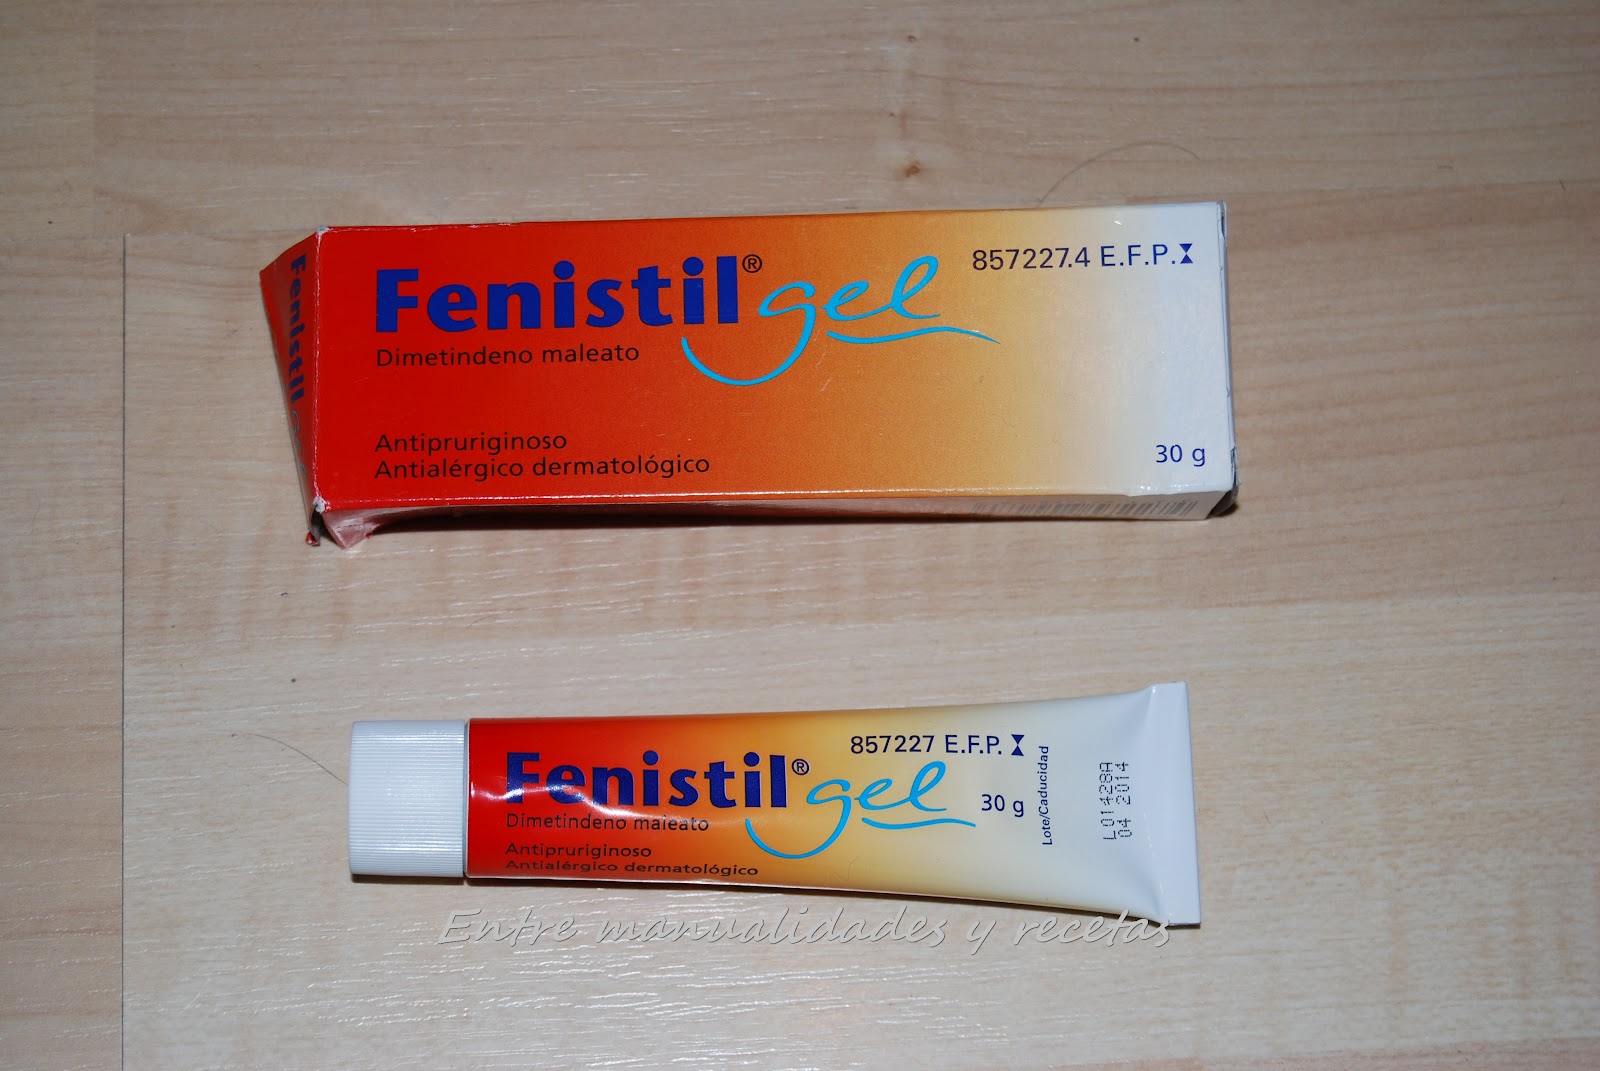 Fenistil
Fenistil® gel
857227.4 E.F.P.
Dimetindeno maleato
Antipruriginoso
Antialérgico dermatológico
30 g
Fenistil® gel
857227 E.F.P.
30 g
Dimetindeno maleato
Antipruriginoso
Antialérgico dermatológico
Lote/Caducidad
L01428A
04 2014
Entre manualidades y recetas